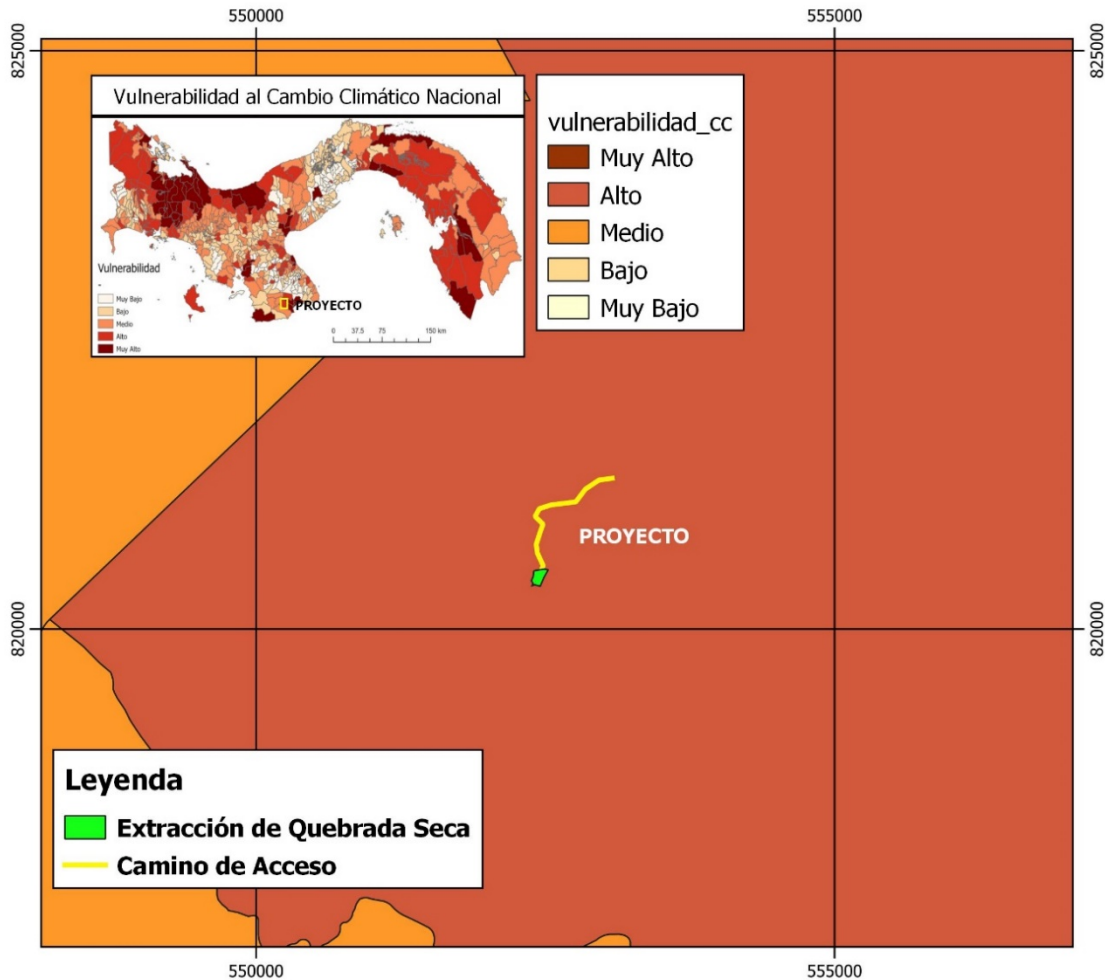 550000
555000
825000
825000
Vulnerabilidad al Cambio Climático Nacional
Vulnerabilidad
Muy Bajo
Bajo
Medio
Alto
Muy Alto
PROYECTO
0 37.5 75 150 km
vulnerabilidad_cc
Muy Alto
Alto
Medio
Bajo
Muy Bajo
PROYECTO
820000
820000
Leyenda
Extracción de Quebrada Seca
Camino de Acceso
550000
555000